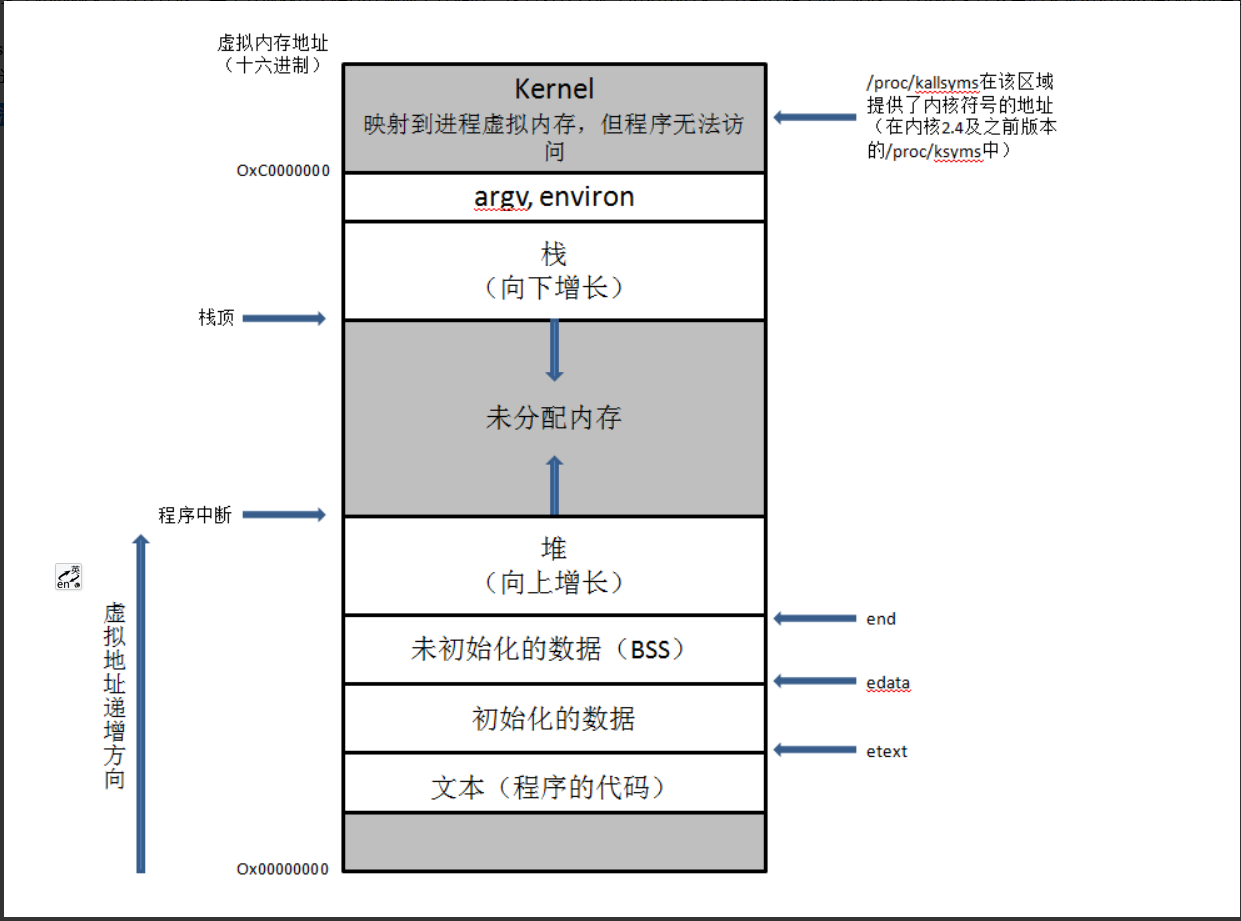 虚拟内存地址
（十六进制）
Kernel
映射到进程虚拟内存，但程序无法访
问
/proc/kallsyms在该区域
提供了内核符号的地址
（在内核2.4及之前版本
的/proc/ksyms中）
OxC0000000
argv, environ
栈
（向下增长）
栈顶
未分配内存
程序中断
堆
（向上增长）
英
en
虚拟地址递增方向
end
未初始化的数据（BSS）
edata
初始化的数据
etext
文本（程序的代码）
Ox00000000